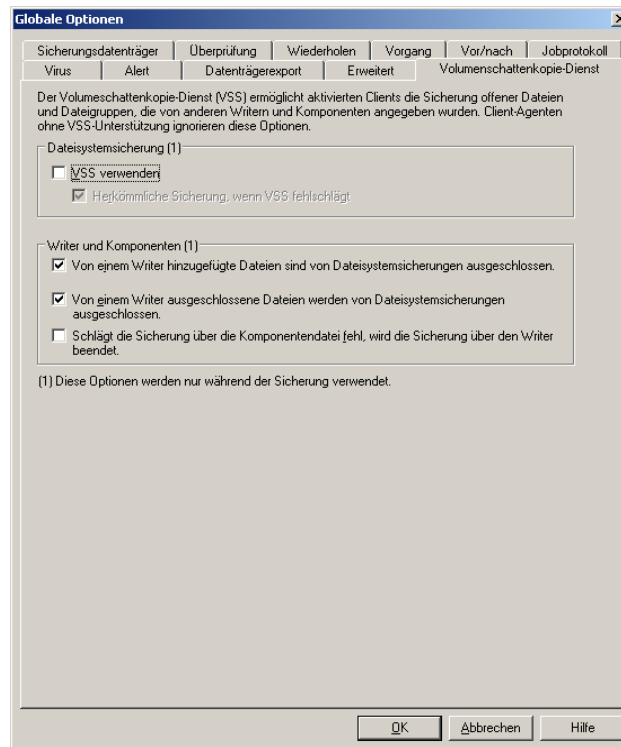 Globale Optionen
Sicherungsdatenträger Überprüfung Wiederholen Vorgang Vor/nach Jobprotokoll
Virus Alert Datenträgerexport Erweitert Volumenschattenkopie-Dienst
Der Volumeschattenkopie-Dienst (VSS) ermöglicht aktivierten Clients die Sicherung offener Dateien
und Dateigruppen, die von anderen Writern und Komponenten angegeben wurden. Client-Agenten
ohne VSS-Unterstützung ignorieren diese Optionen.
Dateisystemsicherung (1)
VSS verwenden
Herkömmliche Sicherung, wenn VSS fehlschlägt
Writer und Komponenten (1)
Von einem Writer hinzugefügte Dateien sind von Dateisystemsicherungen ausgeschlossen.
Von einem Writer ausgeschlossene Dateien werden von Dateisystemsicherungen
ausgeschlossen.
Schlägt die Sicherung über die Komponentendatei fehl, wird die Sicherung über den Writer
beendet.
(1) Diese Optionen werden nur während der Sicherung verwendet.
OK Abbrechen Hilfe